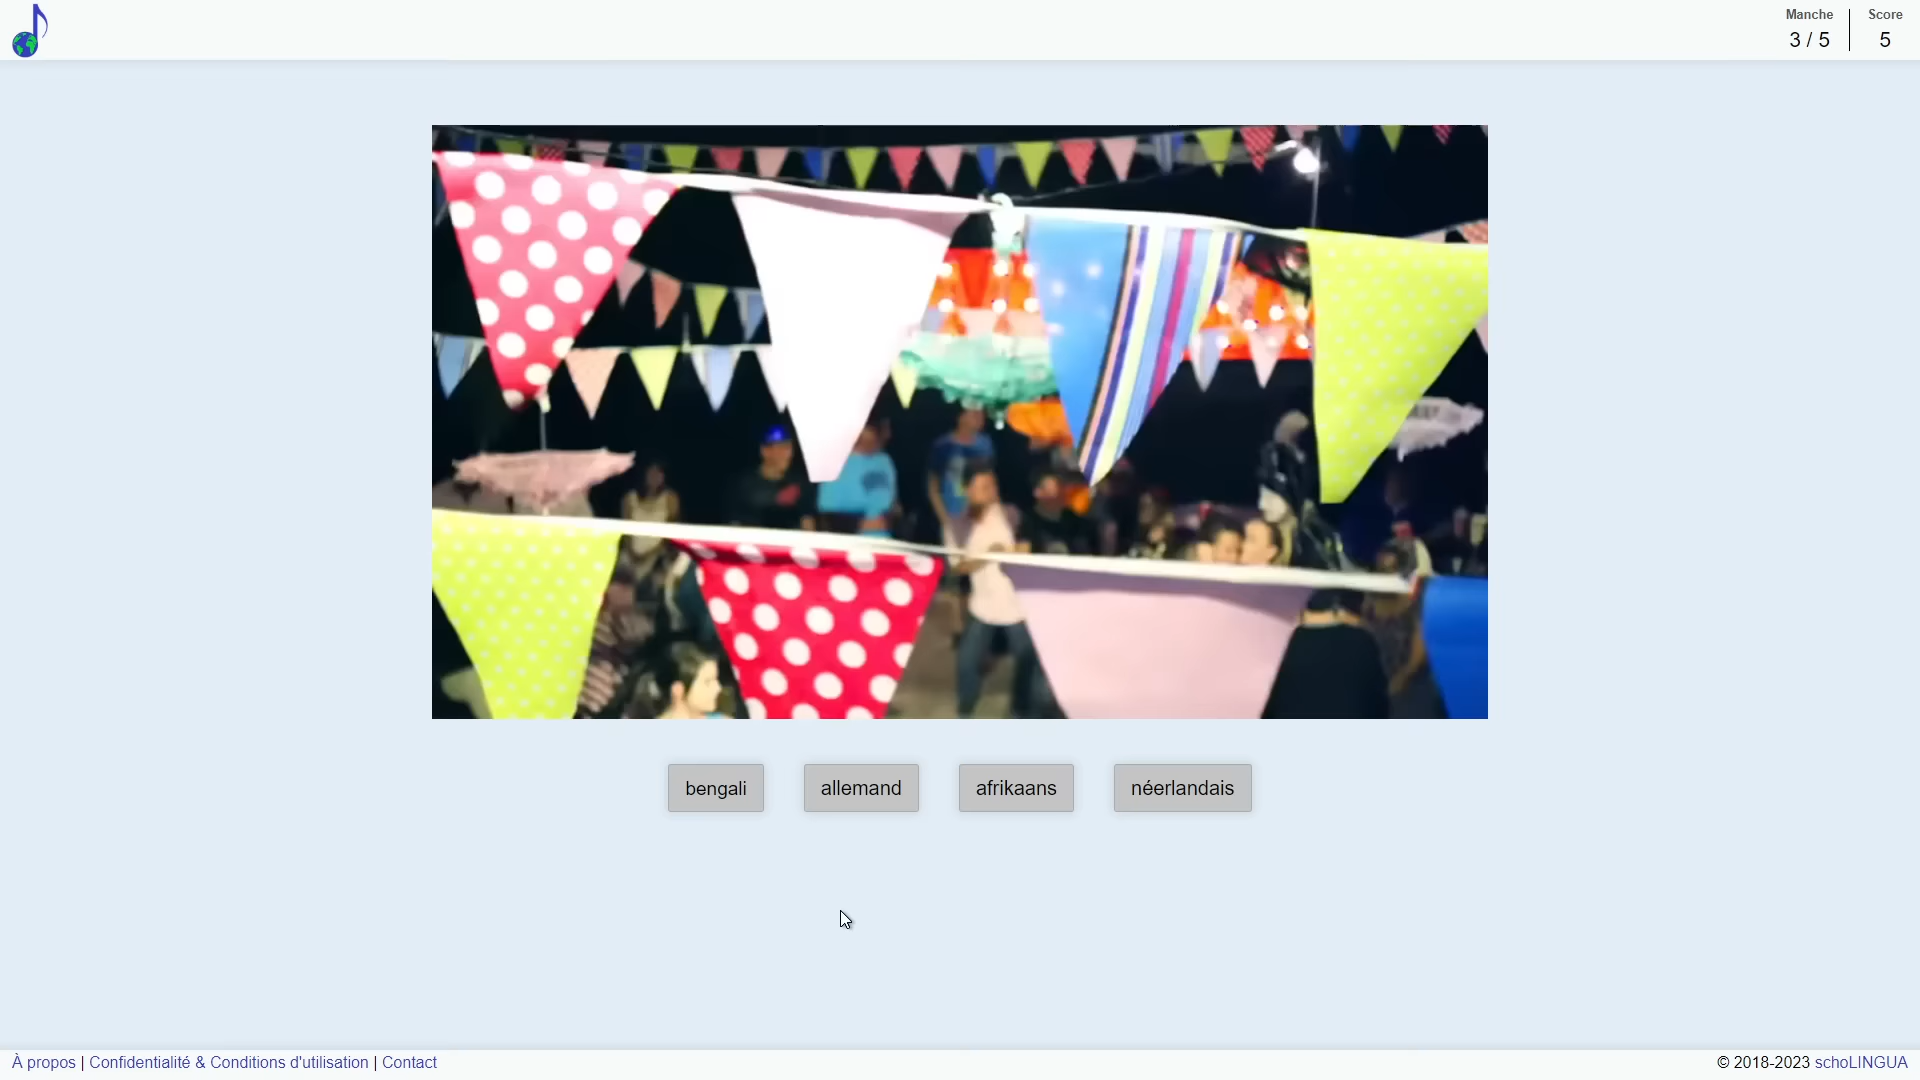 Manche
3 / 5
Score
5
bengali
allemand
afrikaans
néerlandais
À propos | Confidentialité & Conditions d'utilisation | Contact
© 2018-2023 schoLINGUA